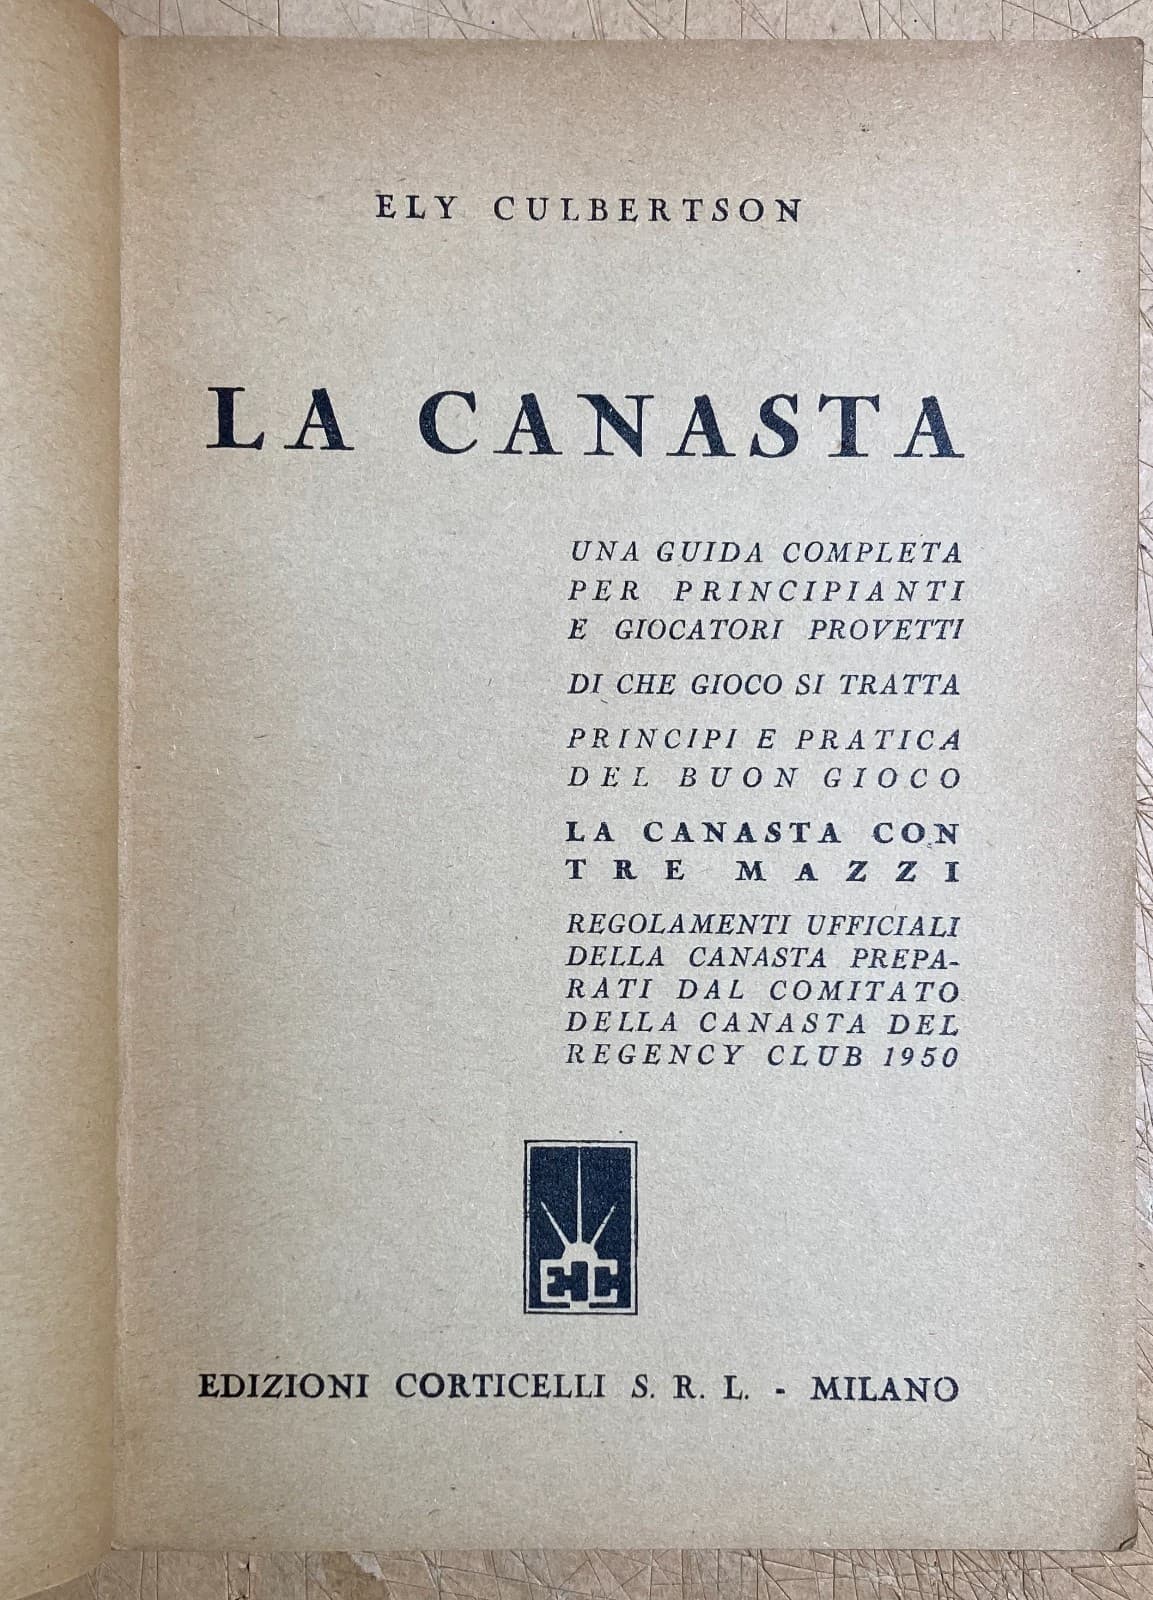 ELY CULBERTSON
LA CANASTA
UNA GUIDA COMPLETA
PER PRINCIPIANTI
E GIOCATORI PROVETTI
DI CHE GIOCO SI TRATTA
PRINCIPI E PRATICA
DEL BUON GIOCO
LA CANASTA CON
TRE MAZZI
REGOLAMENTI UFFICIALI
DELLA CANASTA PREPA-
RATI DAL COMITATO
DELLA CANASTA DEL
REGENCY CLUB 1950
EC
EDIZIONI CORTICELLI S. R. L. - MILANO